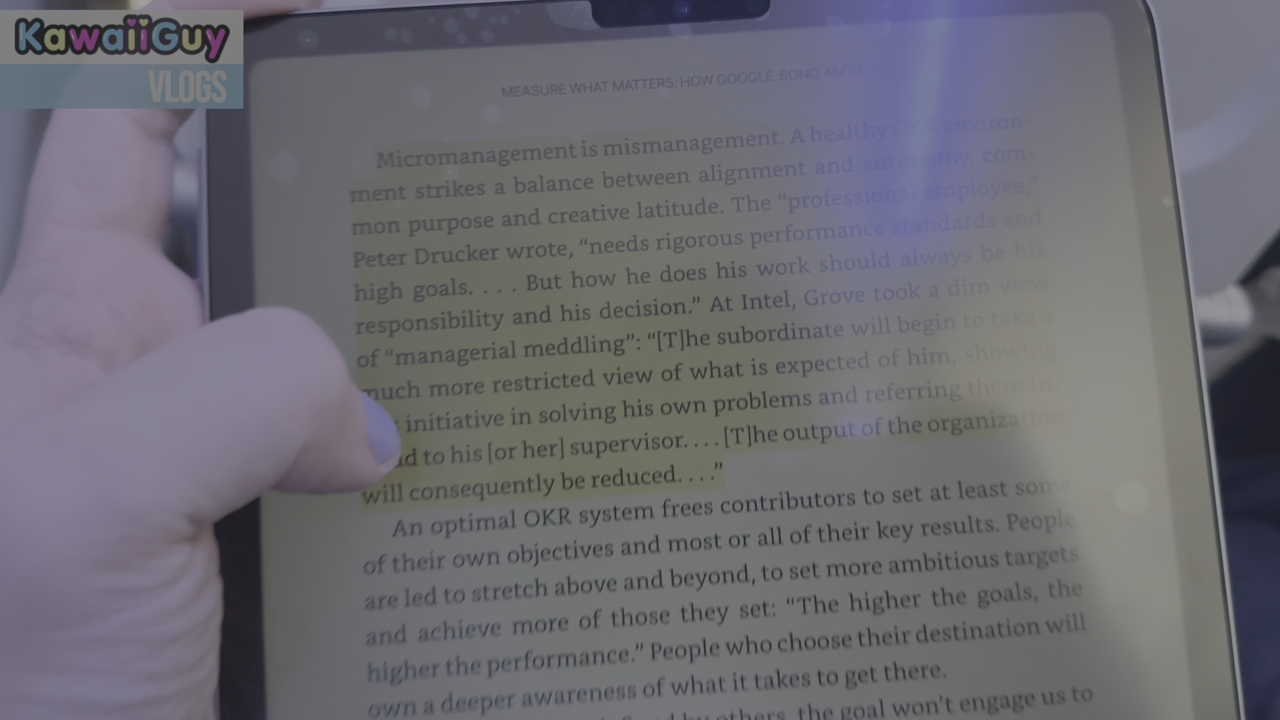 KawaiiGuy
VLOGS
MEASURE WHAT MATTERS: HOW GOOGLE, BONO, AND
Micromanagement is mismanagement. A healthy environ-
ment strikes a balance between alignment and autonomy, com-
mon purpose and creative latitude. The “professional employee,”
Peter Drucker wrote, “needs rigorous performance standards and
high goals. . . . But how he does his work should always be his
responsibility and his decision.” At Intel, Grove took a dim view
of “managerial meddling”: “[T]he subordinate will begin to take a
much more restricted view of what is expected of him, showing
initiative in solving his own problems and referring them in-
to his [or her] supervisor. . . . [T]he output of the organization
will consequently be reduced. . . .”
An optimal OKR system frees contributors to set at least some
of their own objectives and most or all of their key results. People
are led to stretch above and beyond, to set more ambitious targets
and achieve more of those they set: “The higher the goals, the
higher the performance.” People who choose their destination will
own a deeper awareness of what it takes to get there.
by others, the goal won’t engage us to